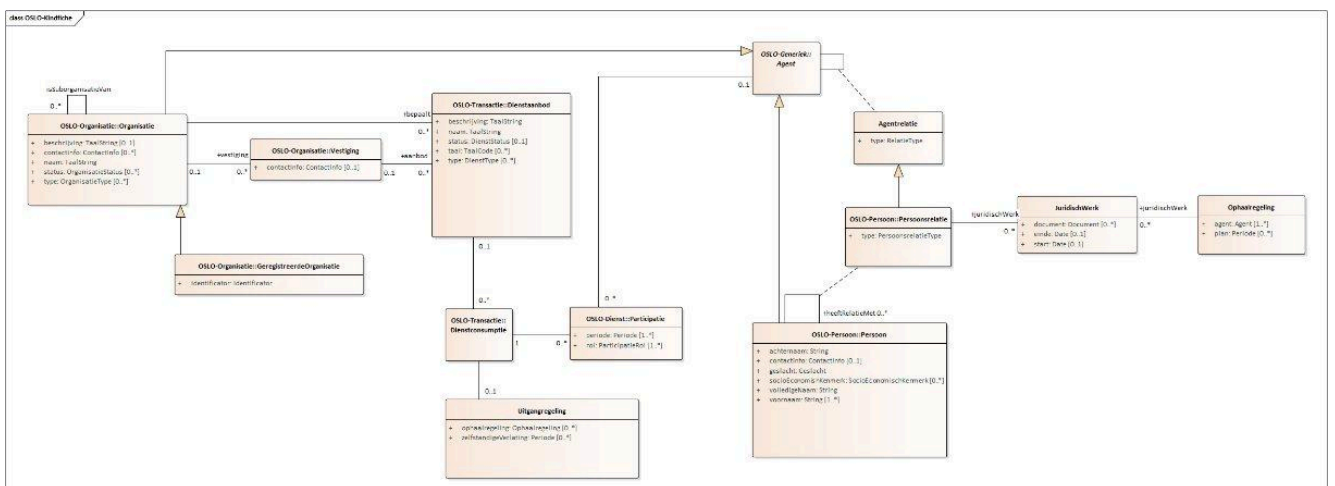 class OSLO-Kindfiche
OSLO-Generiek::
Agent
0..1
0..*
OSLO-Organisatie::Organisatie
+ beschrijving: TaalString [0..1]
+ contactinfo: ContactInfo [0..*]
+ naam: TaalString
+ status: OrganisatieStatus [0..*]
+ type: OrganisatieType [0..*]
+bepaalt
0..*
+vestiging
0..1
0..*
OSLO-Organisatie::Vestiging
+ contactinfo: ContactInfo [0..1]
+aanbod
0..1
0..*
OSLO-Transactie::Dienstaanbod
+ beschrijving: TaalString
+ naam: TaalString
+ status: DienstStatus [0..1]
+ taal: TaalCode [0..*]
+ type: DienstType [0..*]
0..1
Agentrelatie
+ type: RelatieType
OSLO-Persoon::Persoonsrelatie
+ type: PersoonsrelatieType
0..*
JuridischWerk
+ document: Document [0..*]
+ einde: Date [0..1]
+ start: Date [0..1]
+juridischWerk
0..*
Ophaalregeling
+ agent: Agent [1..*]
+ plan: Periode [0..*]
OSLO-Organisatie::GeregistreerdeOrganisatie
+ identificator: Identificator
0..*
OSLO-Transactie::
Dienstconsumptie
1
0..*
0..*
OSLO-Dienst::Participatie
+ periode: Periode [1..*]
+ rol: ParticipatieRol [1..*]
0..*
OSLO-Persoon::Persoon
+ achternaam: String
+ contactinfo: ContactInfo [0..1]
+ geslacht: Geslacht
+ socioEconomischKenmerk: SocioEconomischKenmerk [0..*]
+ volledigeNaam: String
+ voornaam: String [1..*]
0..1
Uitgangregeling
+ ophaalregeling: Ophaalregeling [0..*]
+ zelfstandigeVerlating: Periode [0..*]